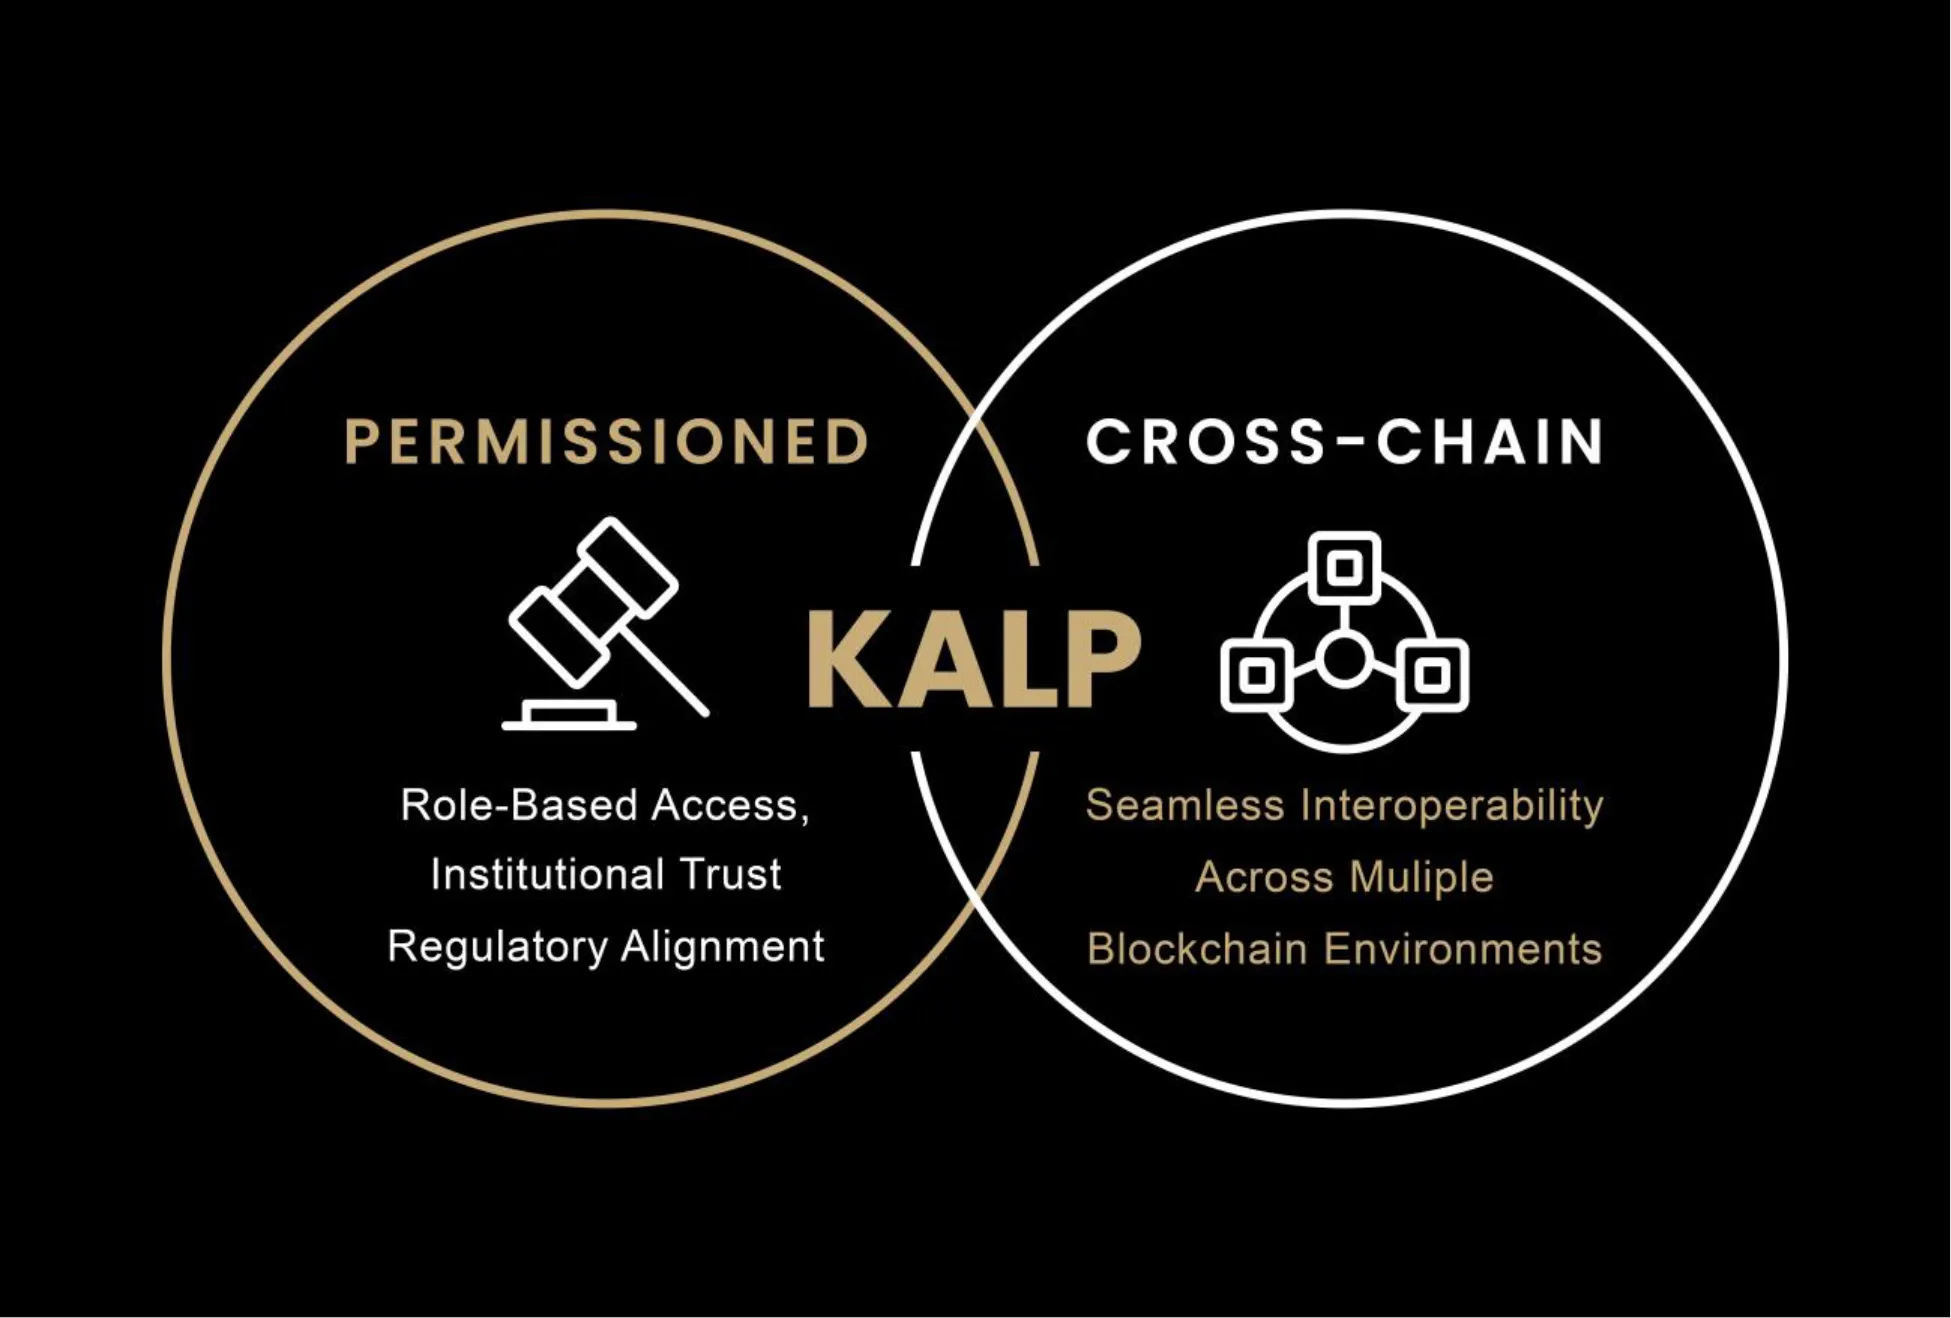 PERMISSIONED
Role-Based Access,
Institutional Trust
Regulatory Alignment
KALP
CROSS-CHAIN
Seamless Interoperability
Across Muliple
Blockchain Environments